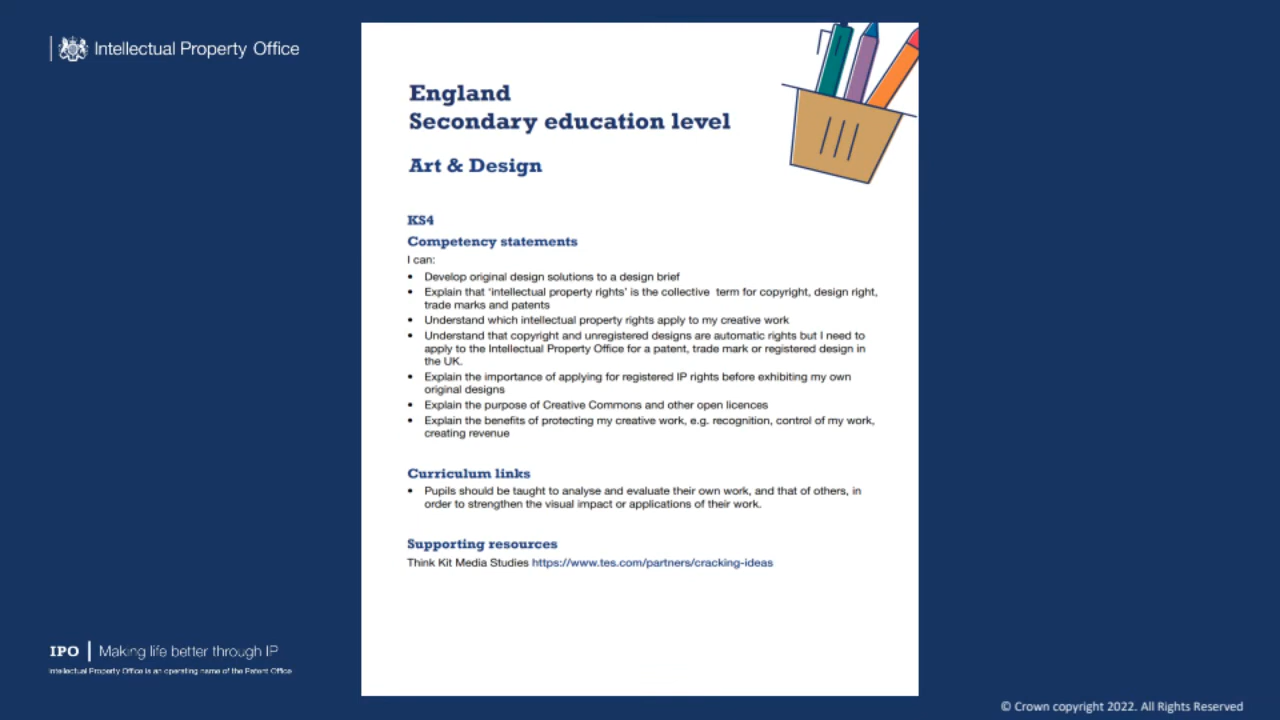 Intellectual Property Office
England
Secondary education level
Art & Design
KS4
Competency statements
I can:
• Develop original design solutions to a design brief
• Explain that ‘intellectual property rights’ is the collective term for copyright, design right,
trade marks and patents
• Understand which intellectual property rights apply to my creative work
• Understand that copyright and unregistered designs are automatic rights but I need to
apply to the Intellectual Property Office for a patent, trade mark or registered design in
the UK.
• Explain the importance of applying for registered IP rights before exhibiting my own
original designs
• Explain the purpose of Creative Commons and other open licences
• Explain the benefits of protecting my creative work, e.g. recognition, control of my work,
creating revenue
Curriculum links
• Pupils should be taught to analyse and evaluate their own work, and that of others, in
order to strengthen the visual impact or applications of their work.
Supporting resources
Think Kit Media Studies https://www.tes.com/partners/cracking-ideas
IPO | Making life better through IP
Intellectual Property Office is an operating name of the Patent Office
© Crown copyright 2022. All Rights Reserved